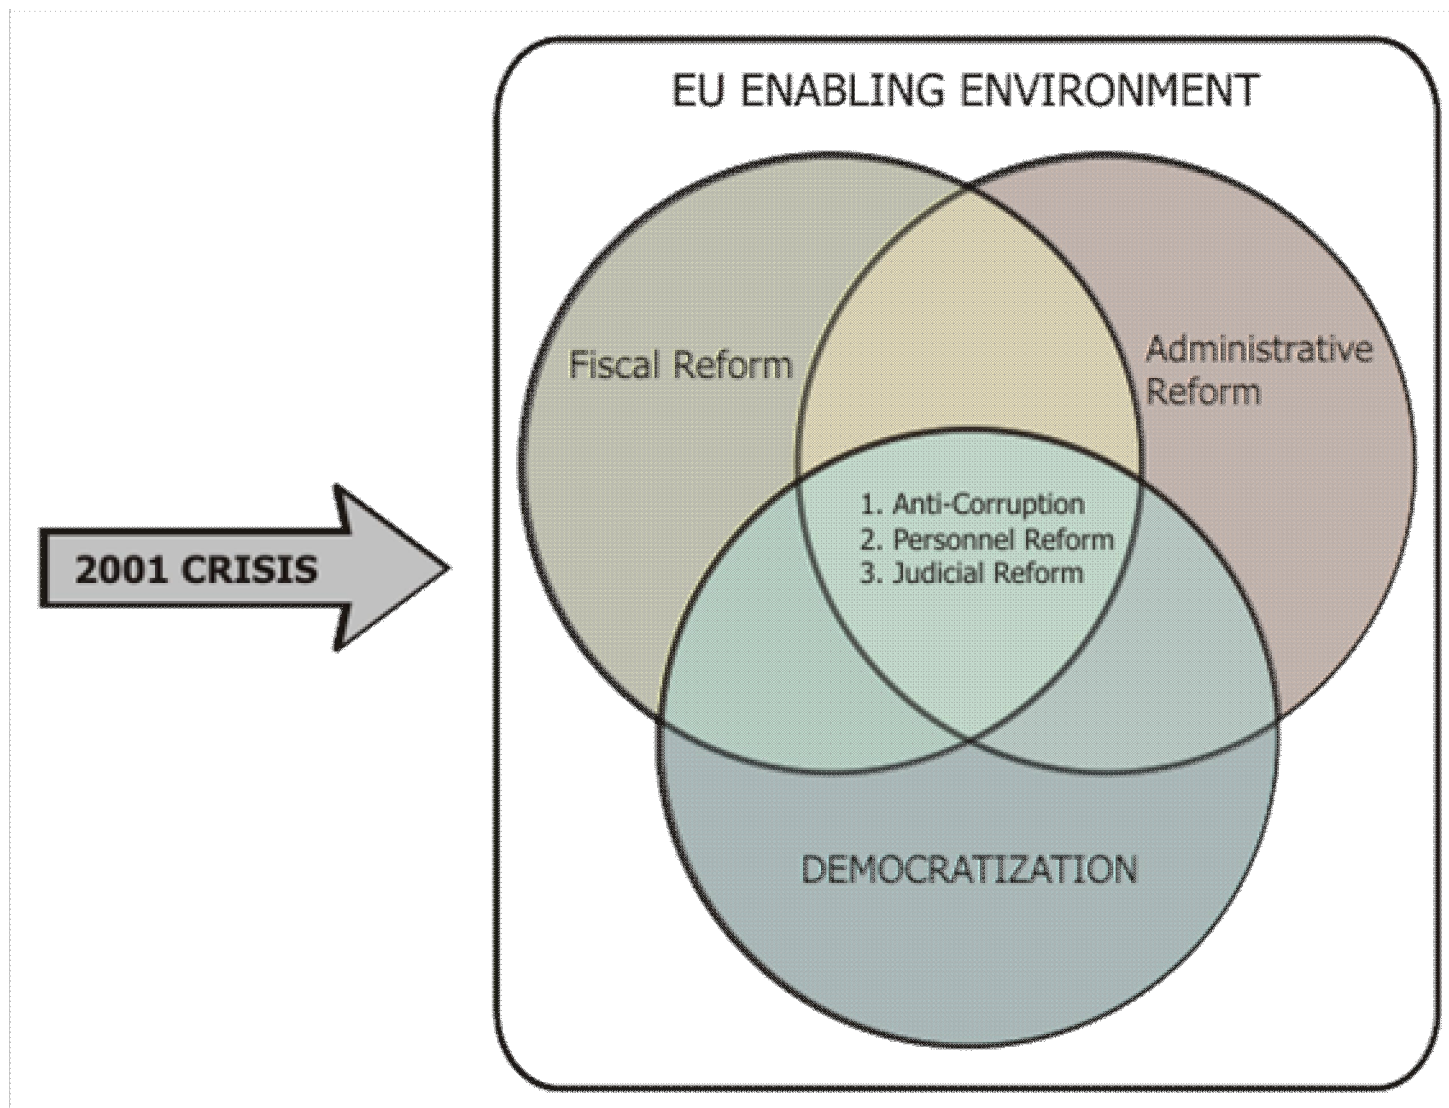 EU ENABLING ENVIRONMENT
Fiscal Reform
Administrative
Reform
1. Anti-Corruption
2. Personnel Reform
3. Judicial Reform
2001 CRISIS
DEMOCRATIZATION